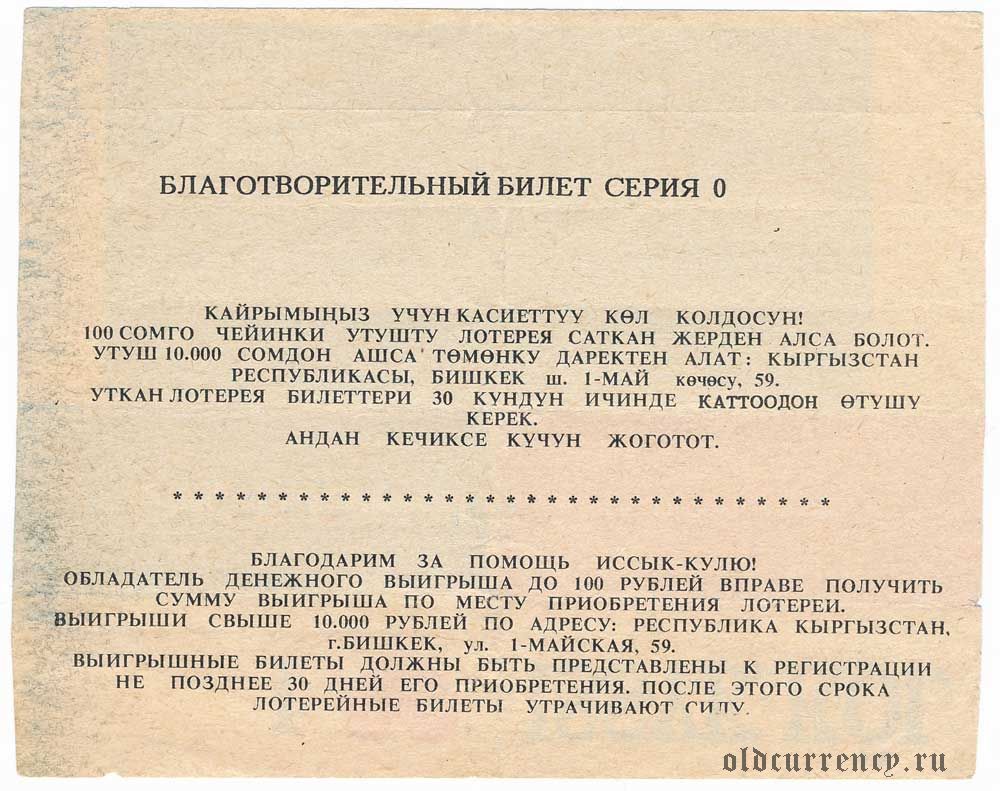 БЛАГОТВОРИТЕЛЬНЫЙ БИЛЕТ СЕРИЯ 0
КАЙРЫМЫҢЫЗ УЧУН КАСИЕТТҮҮ КӨЛ КОЛДОСУН!
100 СОМГО ЧЕЙИНКИ УТУШТУ ЛОТЕРЕЯ САТКАН ЖЕРДЕН АЛСА БОЛОТ.
УТУШ 10.000 СОМДОН АШСА ТӨМӨНКУ ДАРЕКТЕН АЛАТ: КЫРГЫЗСТАН
РЕСПУБЛИКАСЫ, БИШКЕК ш. 1-МАЙ көчөсу, 59.
УТКАН ЛОТЕРЕЯ БИЛЕТТЕРИ 30 КУНДУН ИЧИНДЕ КАТТООДОН ӨТУШУ
КЕРЕК.
АНДАН КЕЧИКСЕ КУЧУН ЖОГОТОТ.
* * * * * * * * * * * * * * * * * * * * * * * * * * * * * * * *
БЛАГОДАРИМ ЗА ПОМОЩЬ ИССЫК-КУЛЮ!
ОБЛАДАТЕЛЬ ДЕНЕЖНОГО ВЫИГРЫША ДО 100 РУБЛЕЙ ВПРАВЕ ПОЛУЧИТЬ
СУММУ ВЫИГРЫША ПО МЕСТУ ПРИОБРЕТЕНИЯ ЛОТЕРЕИ.
ВЫИГРЫШИ СВЫШЕ 10.000 РУБЛЕЙ ПО АДРЕСУ: РЕСПУБЛИКА КЫРГЫЗСТАН,
г.БИШКЕК, ул. 1-МАЙСКАЯ, 59.
ВЫИГРЫШНЫЕ БИЛЕТЫ ДОЛЖНЫ БЫТЬ ПРЕДСТАВЛЕНЫ К РЕГИСТРАЦИИ
НЕ ПОЗДНЕЕ 30 ДНЕЙ ЕГО ПРИОБРЕТЕНИЯ. ПОСЛЕ ЭТОГО СРОКА
ЛОТЕРЕЙНЫЕ БИЛЕТЫ УТРАЧИВАЮТ СИЛУ.
oldcurrency.ru